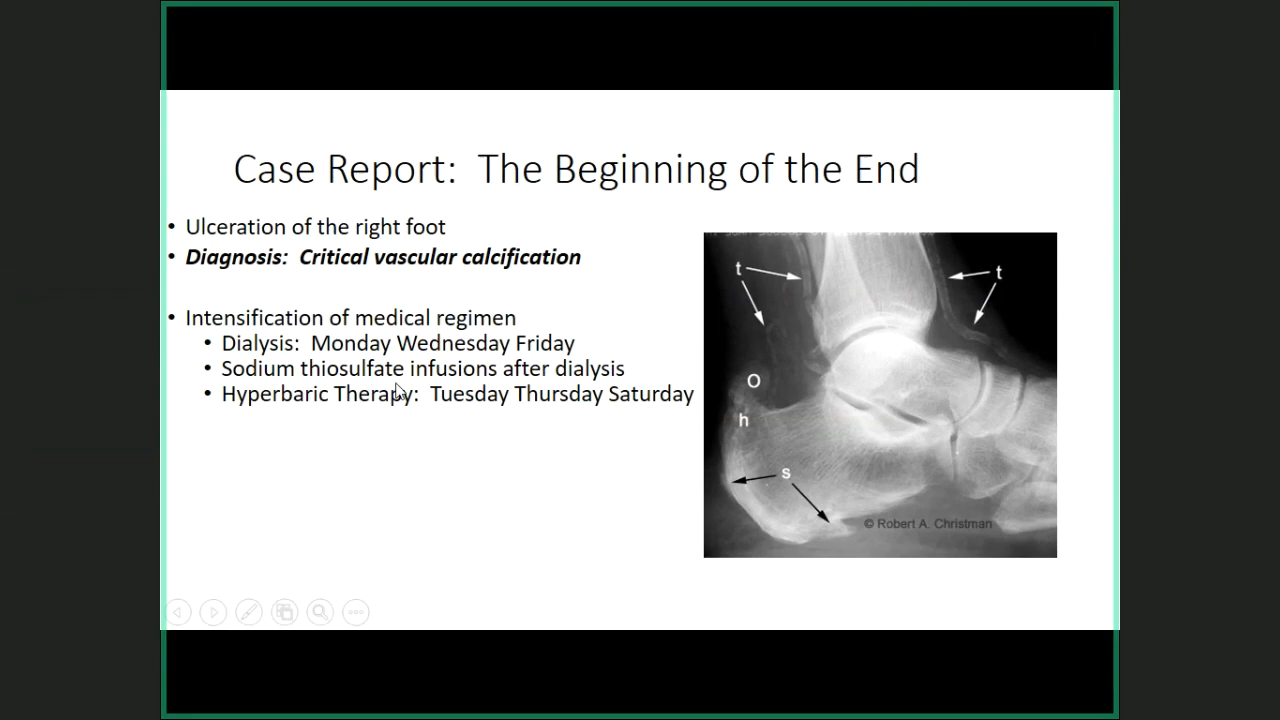 Case Report: The Beginning of the End
• Ulceration of the right foot
• Diagnosis: Critical vascular calcification
• Intensification of medical regimen
• Dialysis: Monday Wednesday Friday
• Sodium thiosulfate infusions after dialysis
• Hyperbaric Therapy: Tuesday Thursday Saturday
t
t
O
h
s
© Robert A. Christman